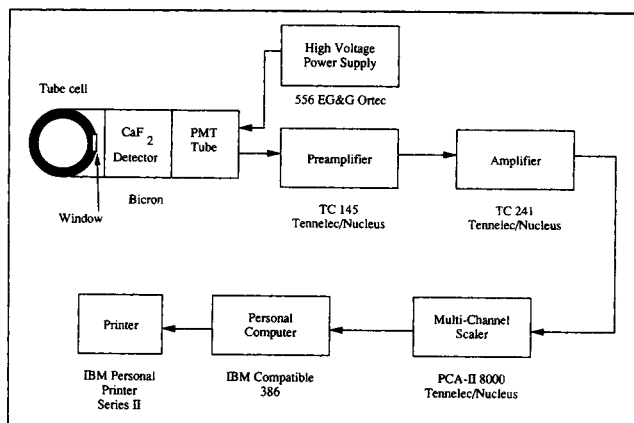 High Voltage
Power Supply
556 EG&G Ortec
Tube cell
CaF2
Detector
PMT
Tube
Bicron
Window
Preamplifier
TC 145
Tennelec/Nucleus
Amplifier
TC 241
Tennelec/Nucleus
Printer
IBM Personal
Printer
Series II
Personal
Computer
IBM Compatible
386
Multi-Channel
Scaler
PCA-II 8000
Tennelec/Nucleus